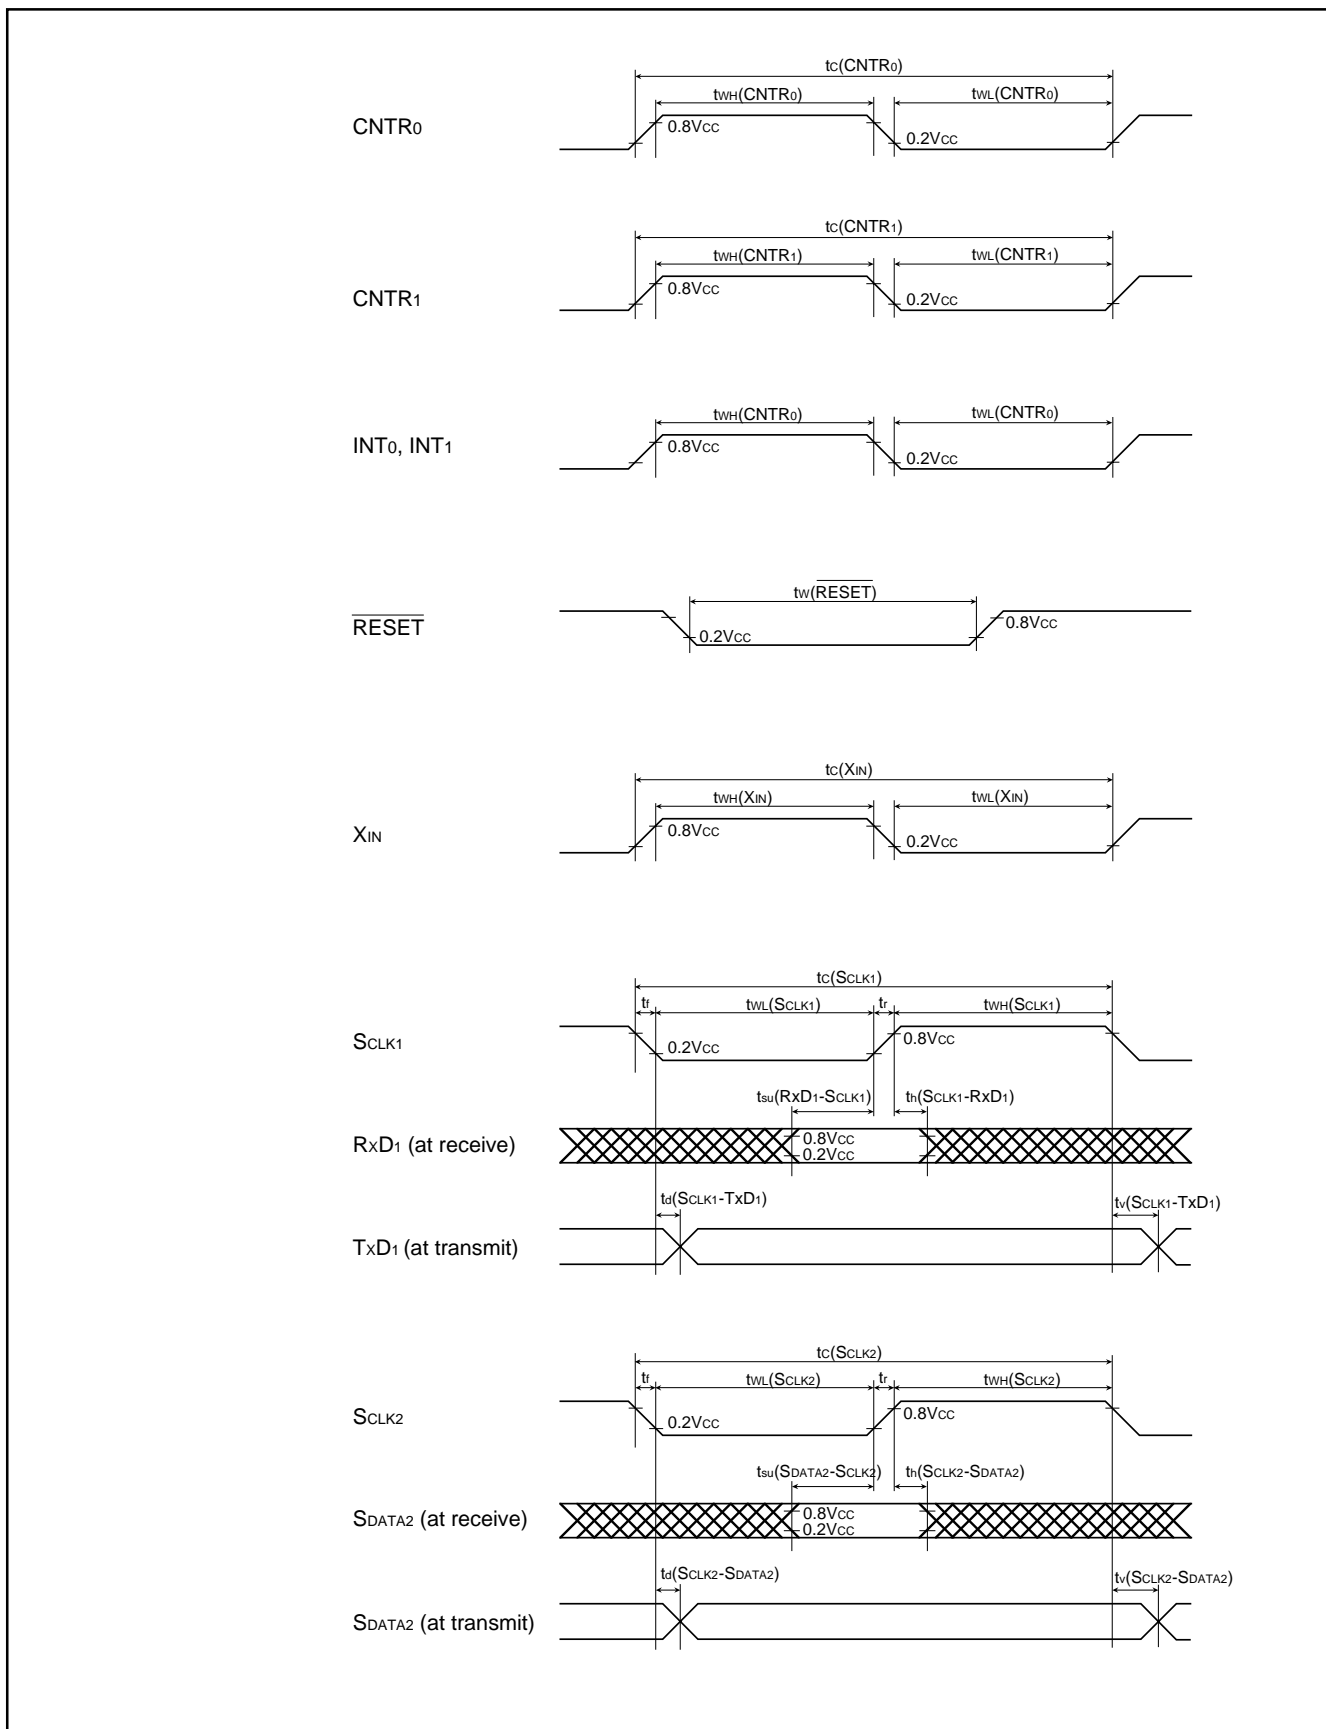 tC(CNTR0)
tWH(CNTR0)
tWL(CNTR0)
CNTR0
0.8VCC
0.2VCC
tC(CNTR1)
tWH(CNTR1)
tWL(CNTR1)
CNTR1
0.8VCC
0.2VCC
tWH(CNTR0)
tWL(CNTR0)
INT0, INT1
0.8VCC
0.2VCC
tW(RESET)
RESET
0.2VCC
0.8VCC
tC(XIN)
tWH(XIN)
tWL(XIN)
XIN
0.8VCC
0.2VCC
tC(SCLK1)
tf
tWL(SCLK1)
tr
tWH(SCLK1)
SCLK1
0.2VCC
0.8VCC
tsu(RxD1-SCLK1)
th(SCLK1-RxD1)
RXD1 (at receive)
0.8VCC
0.2VCC
td(SCLK1-TxD1)
tv(SCLK1-TxD1)
TXD1 (at transmit)
tC(SCLK2)
tf
tWL(SCLK2)
tr
tWH(SCLK2)
SCLK2
0.2VCC
0.8VCC
tsu(SDATA2-SCLK2)
th(SCLK2-SDATA2)
SDATA2 (at receive)
0.8VCC
0.2VCC
td(SCLK2-SDATA2)
tv(SCLK2-SDATA2)
SDATA2 (at transmit)